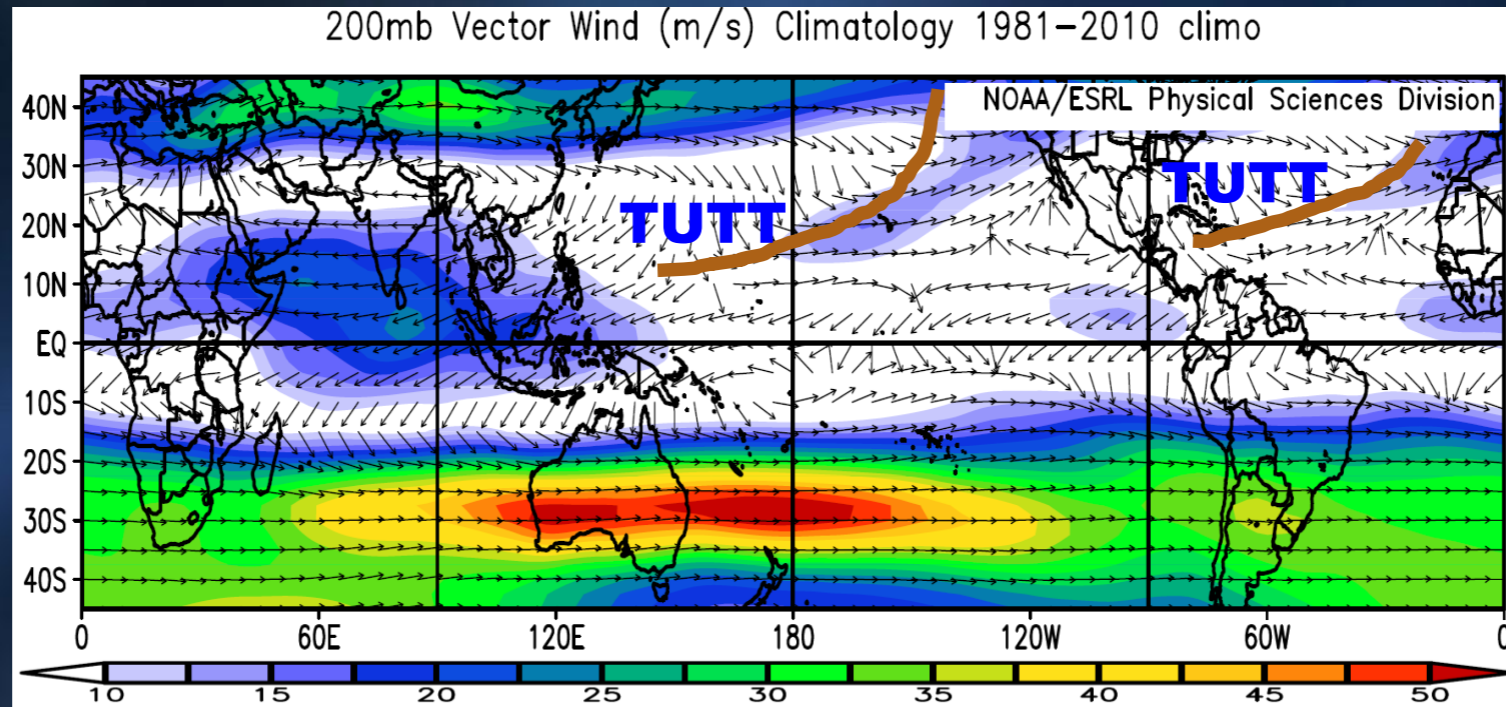 200mb Vector Wind (m/s) Climatology 1981–2010 climo
NOAA/ESRL Physical Sciences Division
40N
30N
TUTT
TUTT
20N
10N
EQ
10S
20S
30S
40S
0 60E 120E 180 120W 60W 0
10 15 20 25 30 35 40 45 50